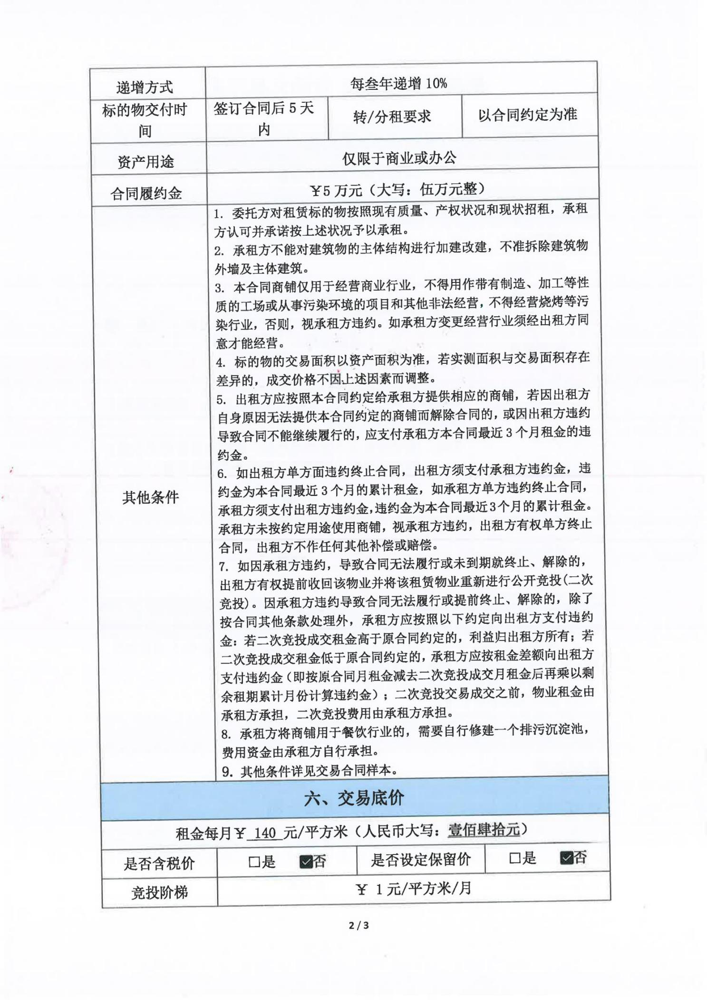 递增方式
每叁年递增 10%
标的物交付时
间
签订合同后 5 天
内
转/分租要求
以合同约定为准
资产用途
仅限于商业或办公
合同履约金
￥5 万元（大写：伍万元整）
其他条件
1. 委托方对租赁标的物按照现有质量、产权状况和现状招租，承租
方认可并承诺按上述状况予以承租。
2. 承租方不能对建筑物的主体结构进行加建改建，不准拆除建筑物
外墙及主体建筑。
3. 本合同商铺仅用于经营商业行业，不得用作带有制造、加工等性
质的工场或从事污染环境的项目和其他非法经营，不得经营烧烤等污
染行业，否则，视承租方违约。如承租方变更经营行业须经出租方同
意才能经营。
4. 标的物的交易面积以资产面积为准，若实测面积与交易面积存在
差异的，成交价格不因上述因素而调整。
5. 出租方应按照本合同约定给承租方提供相应的商铺，若因出租方
自身原因无法提供本合同约定的商铺而解除合同的，或因出租方违约
导致合同不能继续履行的，应支付承租方本合同最近 3 个月租金的违
约金。
6. 如出租方单方面违约终止合同，出租方须支付承租方违约金，违
约金为本合同最近 3 个月的累计租金，如承租方单方违约终止合同，
承租方须支付出租方违约金，违约金为本合同最近3个月的累计租金。
承租方未按约定用途使用商铺，视承租方违约，出租方有权单方终止
合同，出租方不作任何其他补偿或赔偿。
7. 如因承租方违约，导致合同无法履行或未到期就终止、解除的，
出租方有权提前收回该物业并将该租赁物业重新进行公开竞投(二次
竞投)。因承租方违约导致合同无法履行或提前终止、解除的，除了
按合同其他条款处理外，承租方应按照以下约定向出租方支付违约
金：若二次竞投成交租金高于原合同约定的，利益归出租方所有；若
二次竞投成交租金低于原合同约定的，承租方应按租金差额向出租方
支付违约金（即按原合同月租金减去二次竞投成交月租金后再乘以剩
余租期累计月份计算违约金）；二次竞投交易成交之前，物业租金由
承租方承担，二次竞投费用由承租方承担。
8. 承租方将商铺用于餐饮行业的，需要自行修建一个排污沉淀池，
费用资金由承租方自行承担。
9. 其他条件详见交易合同样本。
六、交易底价
租金每月￥ 140 元/平方米（人民币大写：壹佰肆拾元）
是否含税价
☐是 ☑否
是否设定保留价
☐是 ☑否
竞投阶梯
￥ 1 元/平方米/月
2 / 3